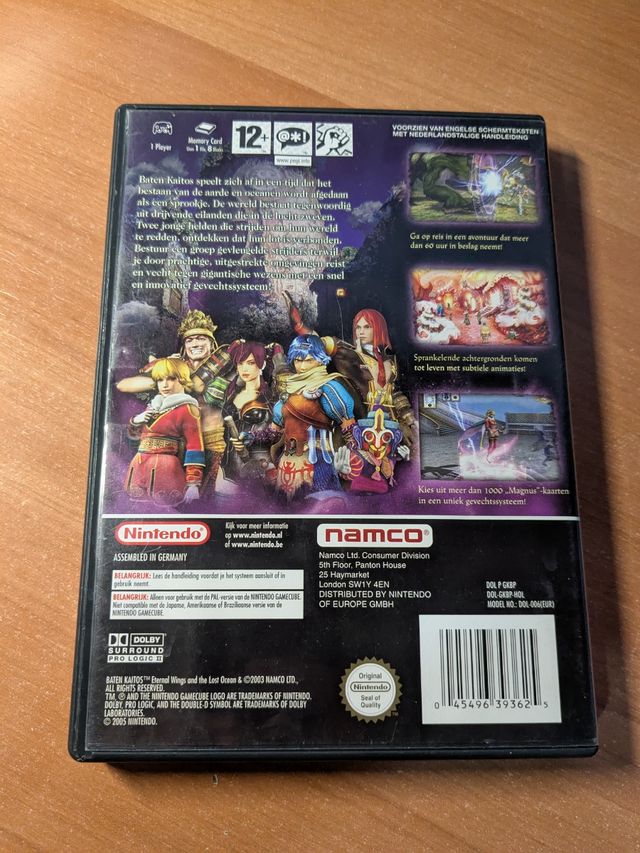 1 Player
Memory Card
12+
@*!
www.pegi.info
VOORZIEN VAN ENGELSE SCHERMTEKSTEN
MET NEDERLANDSTALIGE HANDLEIDING
Baten Kaitos speelt zich af in een tijd dat het
bestaan van de aarde en oceanen wordt afgedaan
als een sprookje. De wereld bestaat tegenwoordig
uit drijvende eilanden die in de lucht zweven.
Twee jonge helden die strijden om hun wereld
te redden, ontdekken dat hun lot is verbonden.
Bestuur een groep gevleugelde strijders terwijl
je door prachtige, uitgestrekte omgevingen reist
en vecht tegen gigantische wezens met een snel
en innovatief gevechtssysteem!
Ga op reis in een avontuur dat meer
dan 60 uur in beslag neemt!
Sprankelende achtergronden komen
tot leven met subtiele animaties!
Kies uit meer dan 1000 „Magnus"-kaarten
in een uniek gevechtssysteem!
Nintendo
Kijk voor meer informatie
op www.nintendo.nl
of www.nintendo.be
ASSEMBLED IN GERMANY
BELANGRIJK: Lees de handleiding voordat je het systeem aansluit of in
gebruik neemt
BELANGRIJK: Alleen voor gebruik met de PAL-versie van de NINTENDO GAMECUBE.
Niet compatible met de Japanse, Amerikaanse of Braziliaanse versie van de
NINTENDO GAMECUBE.
namco®
Namco Ltd. Consumer Division
5th Floor, Panton House
25 Haymarket
London SW1Y 4EN
DISTRIBUTED BY NINTENDO
OF EUROPE GMBH
DOL P GKBP
DOL-GKBP-HOL
MODEL NO.: DOL-006(EUR)
DOLBY
SURROUND
PRO LOGIC II
BATEN KAITOS™ Eternal Wings and the Lost Ocean & ©2003 NAMCO LTD.,
ALL RIGHTS RESERVED.
TM, ® AND THE NINTENDO GAMECUBE LOGO ARE TRADEMARKS OF NINTENDO.
DOLBY, PRO LOGIC, AND THE DOUBLE-D SYMBOL ARE TRADEMARKS OF DOLBY
LABORATORIES.
© 2005 NINTENDO.
Original
Nintendo
Seal of
Quality
0 45496 39362 5